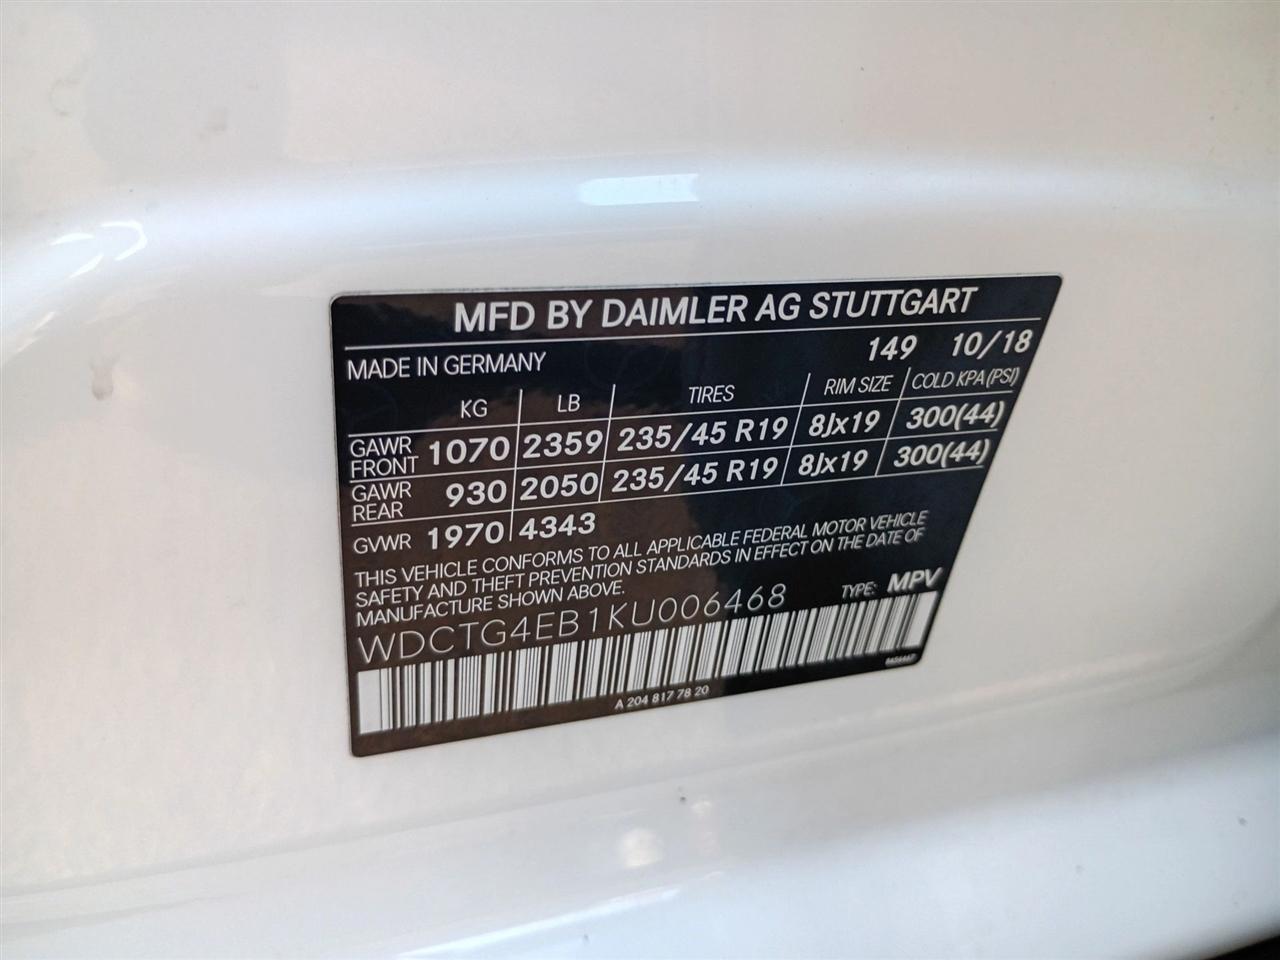 MFD BY DAIMLER AG STUTTGART
MADE IN GERMANY 149 10/18
KG LB TIRES RIM SIZE COLD KPA (PSI)
GAWR FRONT 1070 2359 235/45 R19 8Jx19 300(44)
GAWR REAR 930 2050 235/45 R19 8Jx19 300(44)
GVWR 1970 4343
THIS VEHICLE CONFORMS TO ALL APPLICABLE FEDERAL MOTOR VEHICLE
SAFETY AND THEFT PREVENTION STANDARDS IN EFFECT ON THE DATE OF
MANUFACTURE SHOWN ABOVE.
WDCTG4EB1KU006468 TYPE: MPV
A 204 817 78 20